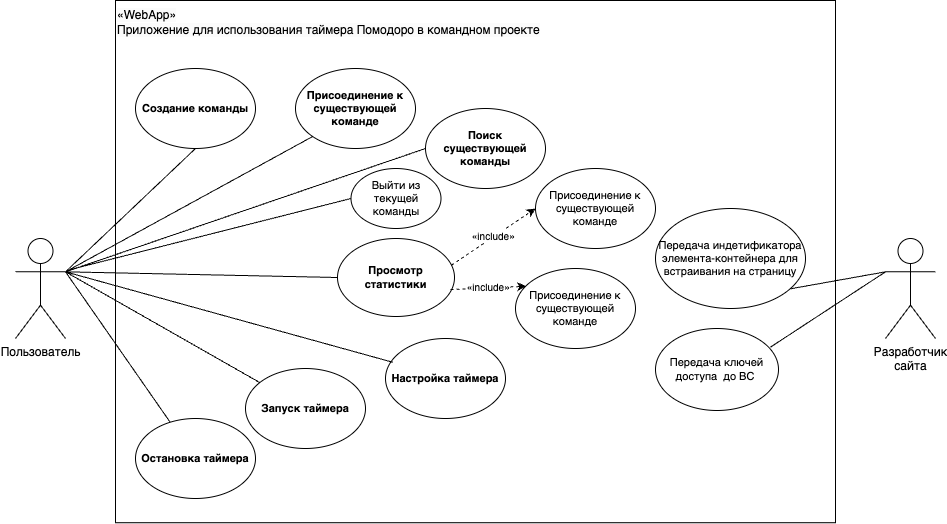 «WebApp»
Приложение для использования таймера Помодоро в командном проекте
Создание команды
Присоединение к
существующей
команде
Поиск
существующей
команды
Выйти из
текущей
команды
Присоединение к
существующей
команде
«include»
Просмотр
статистики
«include»
Присоединение к
существующей
команде
Передача индетификатора
элемента-контейнера для
встраивания на страницу
Пользователь
Разработчик
сайта
Передача ключей
доступа до ВС
Настройка таймера
Запуск таймера
Остановка таймера